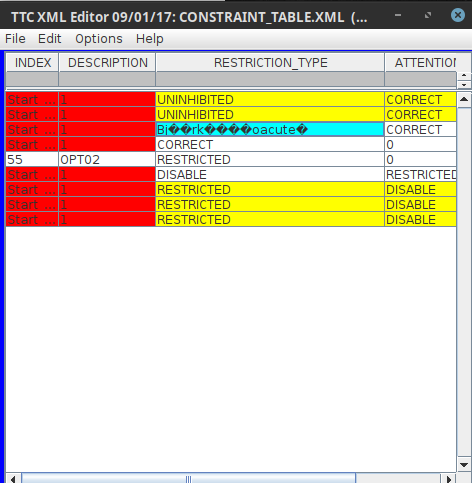 TTC XML Editor 09/01/17: CONSTRAINT_TABLE.XML (...
File Edit Options Help
INDEX DESCRIPTION RESTRICTION_TYPE ATTENTION
Start ... 1 UNINHIBITED CORRECT
Start ... 1 UNINHIBITED CORRECT
Start ... 1 Bj��rk����oacute� CORRECT
Start ... 1 CORRECT 0
55 OPT02 RESTRICTED 0
Start ... 1 DISABLE RESTRICTED
Start ... 1 RESTRICTED DISABLE
Start ... 1 RESTRICTED DISABLE
Start ... 1 RESTRICTED DISABLE